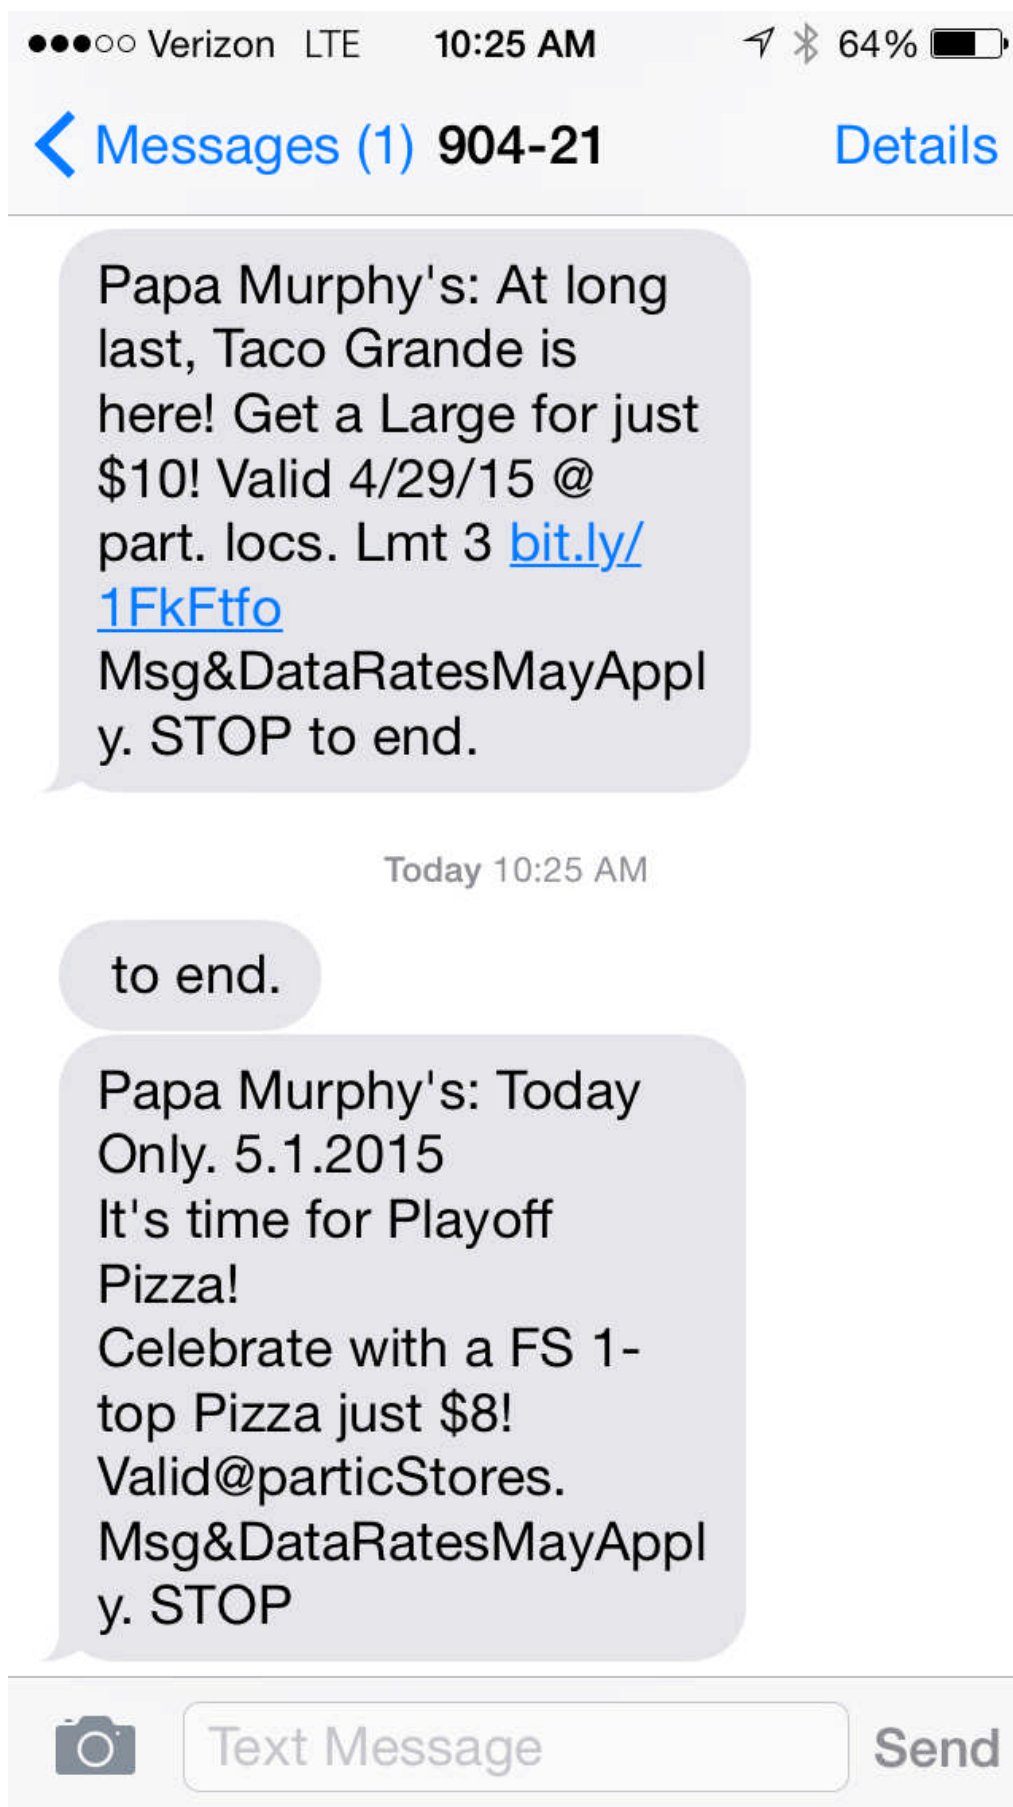 Verizon LTE 10:25 AM 64%
Messages (1) 904-21 Details
Papa Murphy's: At long
last, Taco Grande is
here! Get a Large for just
$10! Valid 4/29/15 @
part. locs. Lmt 3 bit.ly/
1FkFtfo
Msg&DataRatesMayAppl
y. STOP to end.
Today 10:25 AM
to end.
Papa Murphy's: Today
Only. 5.1.2015
It's time for Playoff
Pizza!
Celebrate with a FS 1-
top Pizza just $8!
Valid@particStores.
Msg&DataRatesMayAppl
y. STOP
Text Message Send